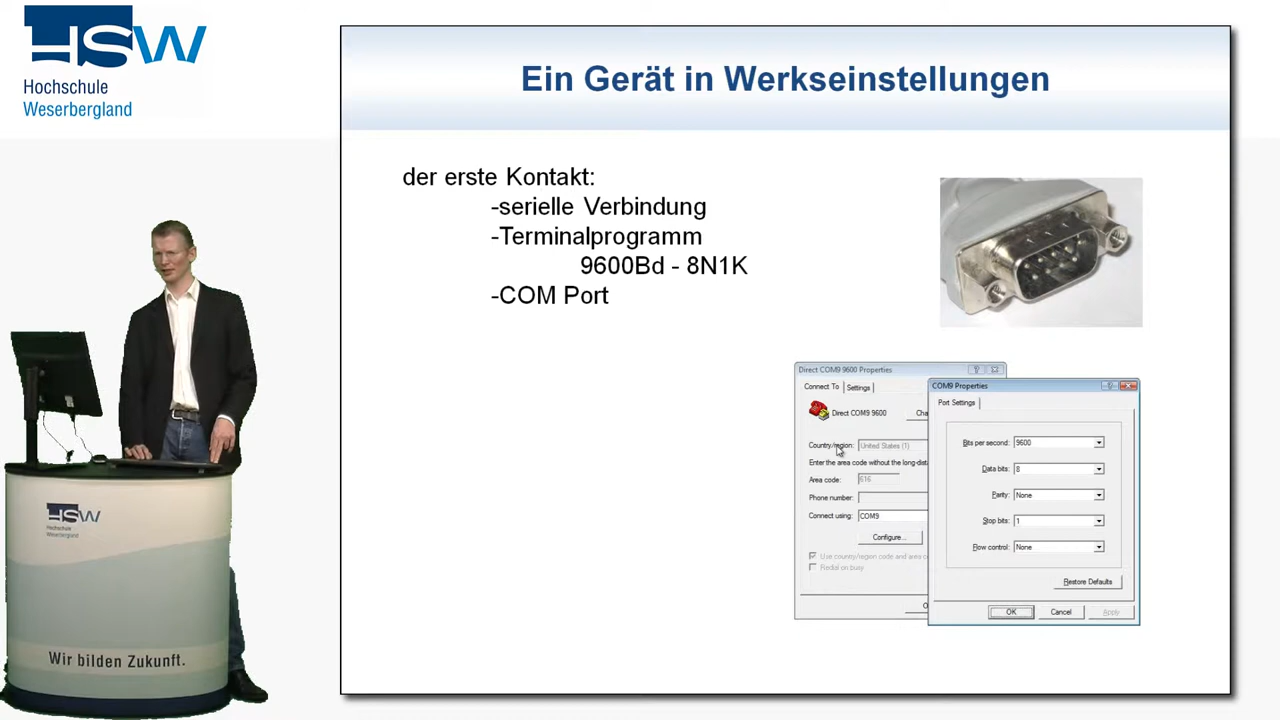 HSW
Hochschule
Weserbergland
Ein Gerät in Werkseinstellungen
der erste Kontakt:
-serielle Verbindung
-Terminalprogramm
9600Bd - 8N1K
-COM Port
Direct COM9 9600 Properties
Connect To
Settings
Direct COM9 9600
Country/region:
United States (1)
Enter the area code without the long-dist
Area code:
616
Phone number:
Connect using:
COM9
Configure...
Use country/region code and area
Redial on busy
COM9 Properties
Port Settings
Bits per second:
9600
Data bits:
8
Parity:
None
Stop bits:
1
Flow control:
None
Restore Defaults
OK
Cancel
Apply
HSW
Hochschule
Weserbergland
Wir bilden Zukunft.